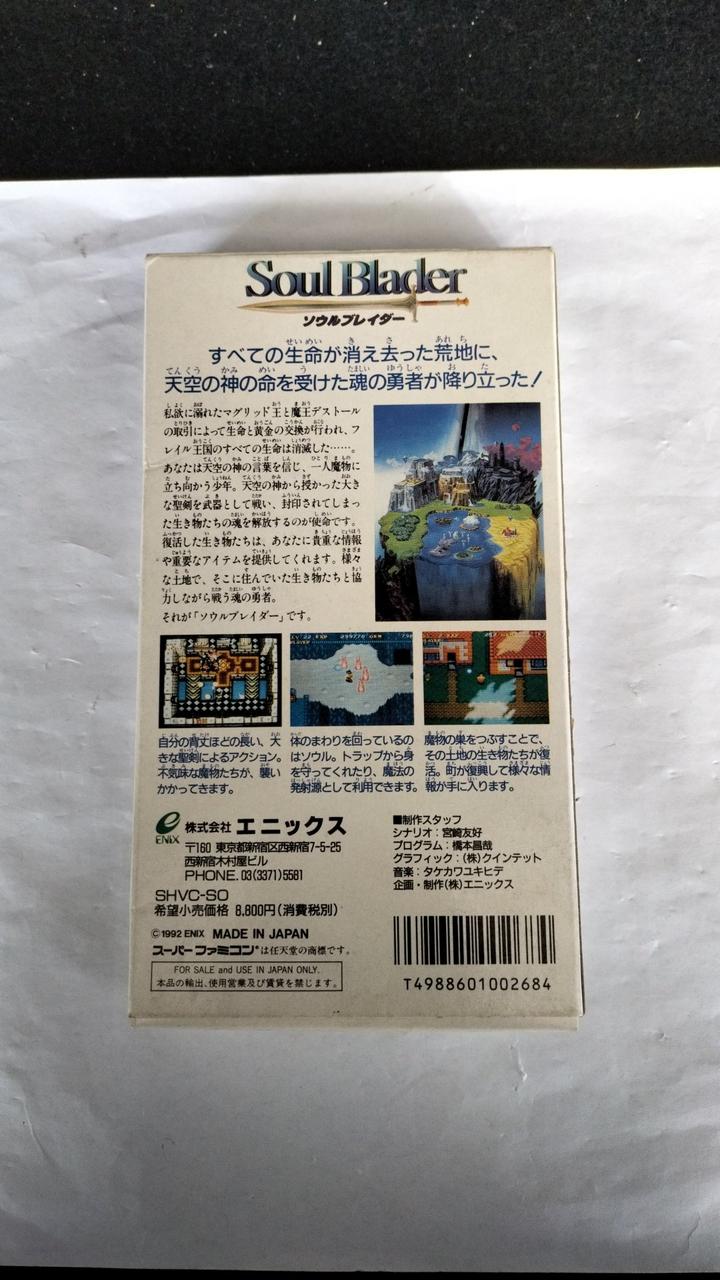 Soul Blader
ソウルブレイダー
すべての生命が消え去った荒地に、
天空の神の命を受けた魂の勇者が降り立った！
私欲に溺れたマグリッド王と魔王デストール
の取引によって生命と黄金の交換が行われ、フ
レイル王国のすべての生命は消滅した……。
あなたは天空の神の言葉を信じ、一人魔物に
立ち向かう少年。天空の神から授かった大き
な聖剣を武器として戦い、封印されてしまっ
た生き物たちの魂を解放するのが使命です。
復活した生き物たちは、あなたに貴重な情報
や重要なアイテムを提供してくれます。様々
な土地で、そこに住んでいた生き物たちと協
力しながら戦う魂の勇者。
それが「ソウルブレイダー」です。
自分の背丈ほどの長い、大
きな聖剣によるアクション。
不気味な魔物たちが、襲い
かかってきます。
体のまわりを回っているの
はソウル。トラップから身
を守ってくれたり、魔法の
発射源として利用できます。
魔物の巣をつぶすことで、
その土地の生き物たちが復
活。町が復興して様々な情
報が手に入ります。
ENIX
株式会社 エニックス
〒160 東京都新宿区西新宿7-5-25
西新宿木村屋ビル
PHONE. 03(3371)5581
SHVC-SO
希望小売価格 8,800円(消費税別)
©1992 ENIX MADE IN JAPAN
スーパーファミコン®は任天堂の商標です。
FOR SALE and USE IN JAPAN ONLY.
本品の輸出、使用営業及び賃貸を禁じます。
■制作スタッフ
シナリオ：宮崎友好
プログラム：橋本昌哉
グラフィック：(株)クインテット
音楽：タケカワユキヒデ
企画・制作(株)エニックス
T4988601002684